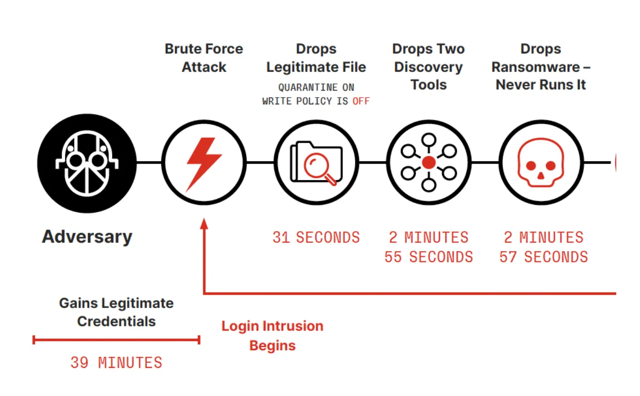 Brute Force
Attack
Drops
Legitimate File
QUARANTINE ON
WRITE POLICY IS OFF
Drops Two
Discovery
Tools
Drops
Ransomware –
Never Runs It
Adversary
31 SECONDS
2 MINUTES
55 SECONDS
2 MINUTES
57 SECONDS
Gains Legitimate
Credentials
39 MINUTES
Login Intrusion
Begins